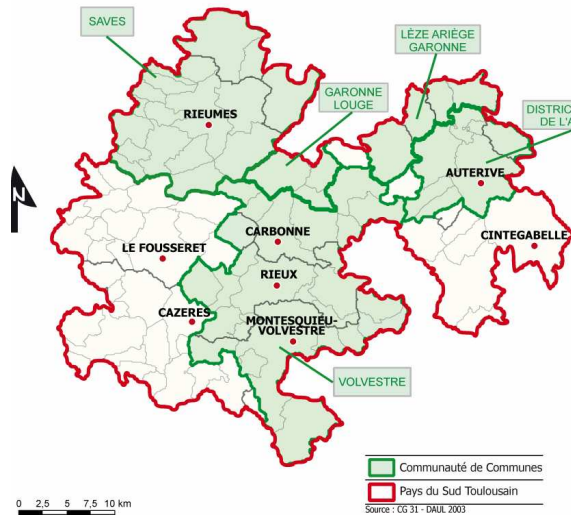 SAVES
LÈZE ARIÈGE
GARONNE
GARONNE
LOUGE
DISTRIC
DE L'A
RIEUMES
AUTERIVE
CARBONNE
CINTEGABELLE
LE FOUSSERET
RIEUX
CAZERES
MONTESQUIEU-
VOLVESTRE
VOLVESTRE
N
Communauté de Communes
Pays du Sud Toulousain
0 2,5 5 7,5 10 km
Source : CG 31 - DAUL 2003